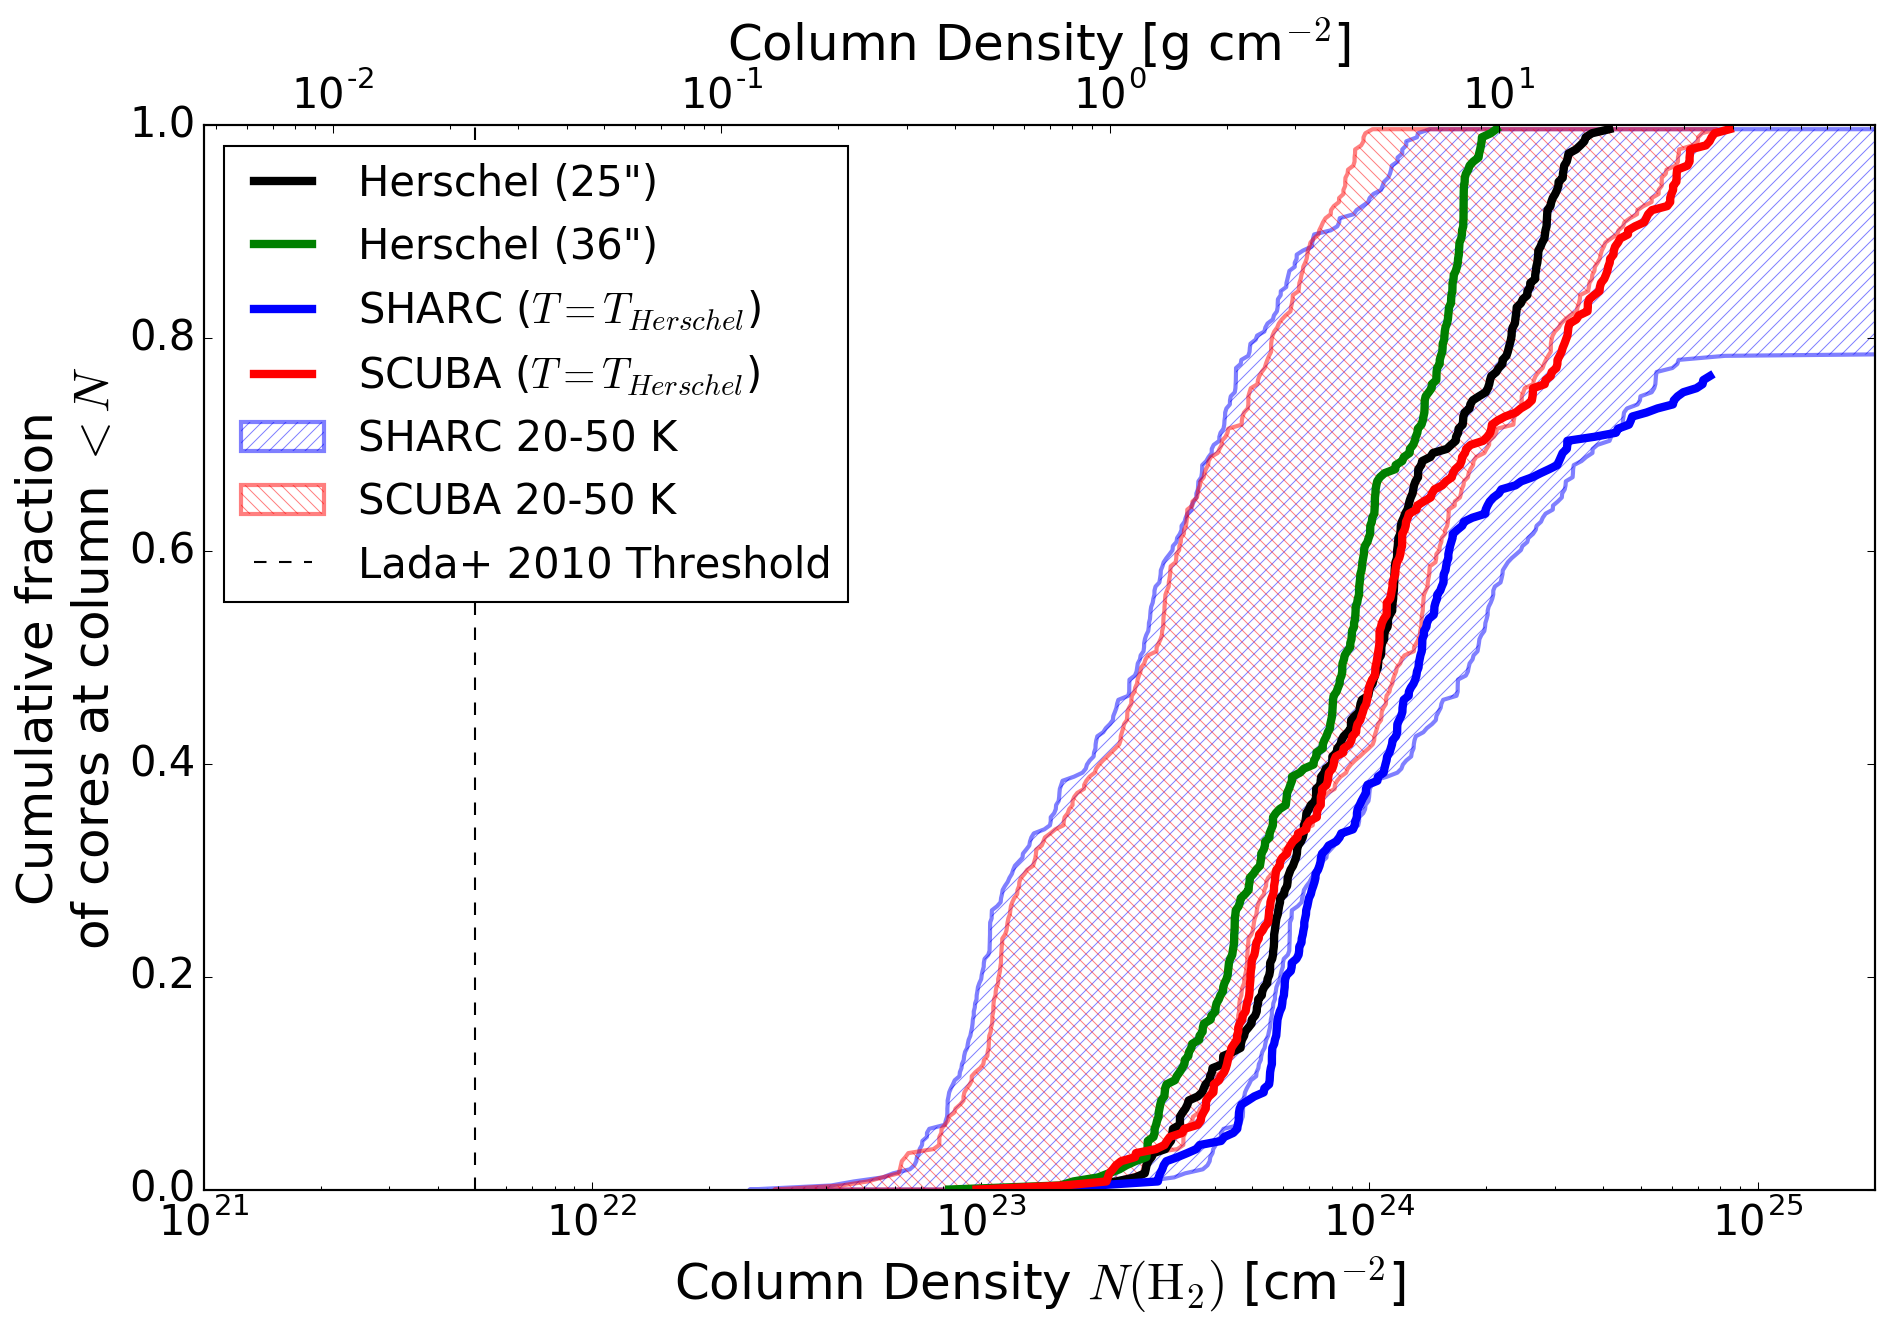 Column Density [g cm⁻²]
10⁻² 10⁻¹ 10⁰ 10¹
1.0
0.8
0.6
0.4
0.2
0.0
Cumulative fraction
of cores at column < N
Herschel (25")
Herschel (36")
SHARC (T = T_Herschel)
SCUBA (T = T_Herschel)
SHARC 20-50 K
SCUBA 20-50 K
Lada+ 2010 Threshold
10²¹ 10²² 10²³ 10²⁴ 10²⁵
Column Density N(H₂) [cm⁻²]